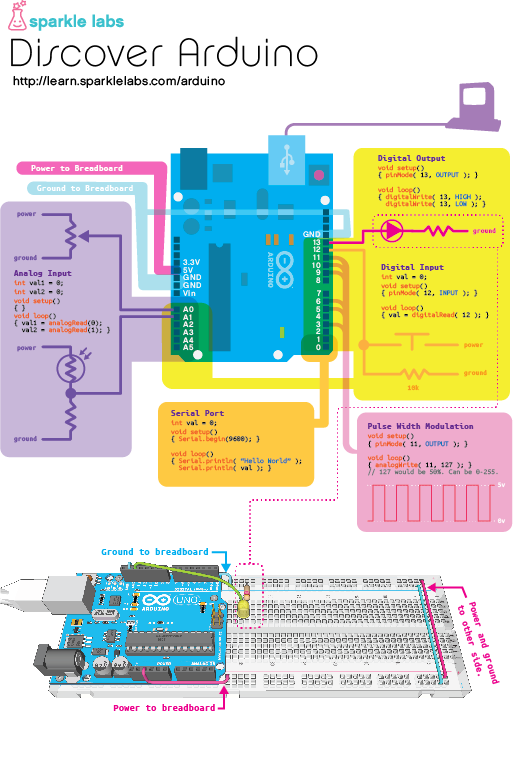 sparkle labs
Discover Arduino
http://learn.sparklelabs.com/arduino
Power to Breadboard
Ground to Breadboard
power
ground
Analog Input
int val1 = 0;
int val2 = 0;
void setup()
{ }
void loop()
{ val1 = analogRead(0);
val2 = analogRead(1); }
power
ground
3.3V
5V
GND
GND
Vin
A0
A1
A2
A3
A4
A5
ARDUINO
GND
13
12
11
10
9
8
7
6
5
4
3
2
1
0
Digital Output
void setup()
{ pinMode( 13, OUTPUT ); }
void loop()
{ digitalWrite( 13, HIGH );
digitalWrite( 13, LOW ); }
ground
Digital Input
int val = 0;
void setup()
{ pinMode( 12, INPUT ); }
void loop()
{ val = digitalRead( 12 ); }
power
ground
10k
Serial Port
int val = 0;
void setup()
{ Serial.begin(9600); }
void loop()
{ Serial.println( "Hello World" );
Serial.println( val ); }
Pulse Width Modulation
void setup()
{ pinMode( 11, OUTPUT ); }
void loop()
{ analogWrite( 11, 127 ); }
// 127 would be 50%. Can be 0-255.
5v
0v
Ground to breadboard
ARDUINO
UNO
POWER
ANALOG IN
Power to breadboard
Power and ground
to other side.